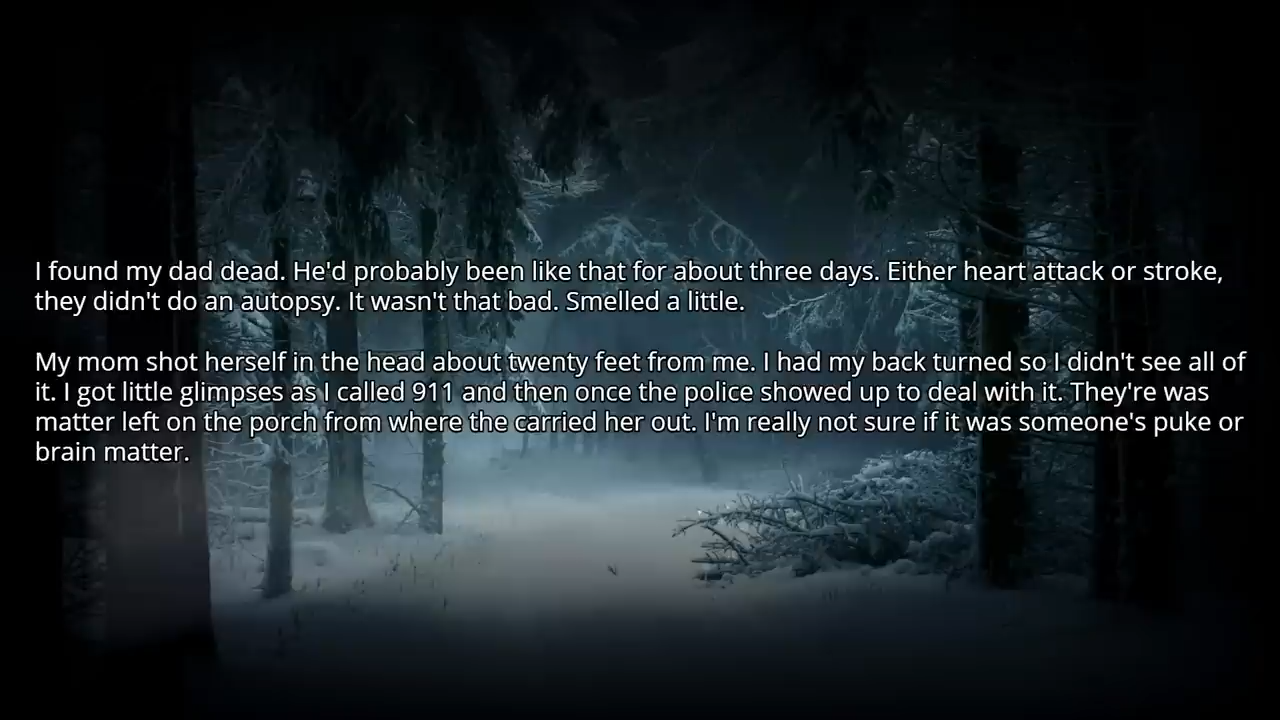 I found my dad dead. He'd probably been like that for about three days. Either heart attack or stroke,
they didn't do an autopsy. It wasn't that bad. Smelled a little.
My mom shot herself in the head about twenty feet from me. I had my back turned so I didn't see all of
it. I got little glimpses as I called 911 and then once the police showed up to deal with it. They're was
matter left on the porch from where the carried her out. I'm really not sure if it was someone's puke or
brain matter.